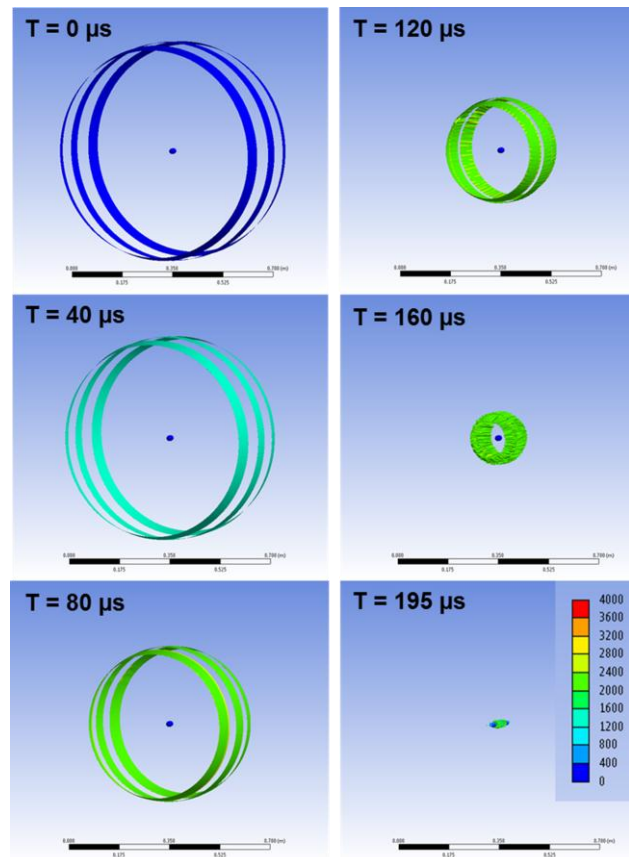 T = 0 µs
0.000 0.350 0.700 (m)
0.175 0.525
T = 120 µs
0.000 0.350 0.700 (m)
0.175 0.525
T = 40 µs
0.000 0.350 0.700 (m)
0.175 0.525
T = 160 µs
0.000 0.350 0.700 (m)
0.175 0.525
T = 80 µs
0.000 0.350 0.700 (m)
0.175 0.525
T = 195 µs
4000
3600
3200
2800
2400
2000
1600
1200
800
400
0
0.000 0.350 0.700 (m)
0.175 0.525